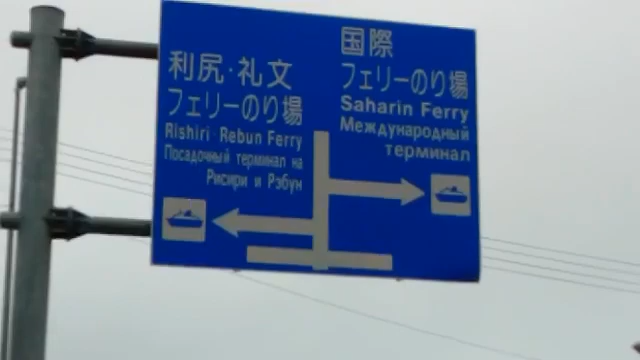 利尻・礼文
フェリーのり場
Rishiri Rebun Ferry
Посадочный терминал на
Рисири и Рэбун
国際
フェリーのり場
Saharin Ferry
Международный
терминал